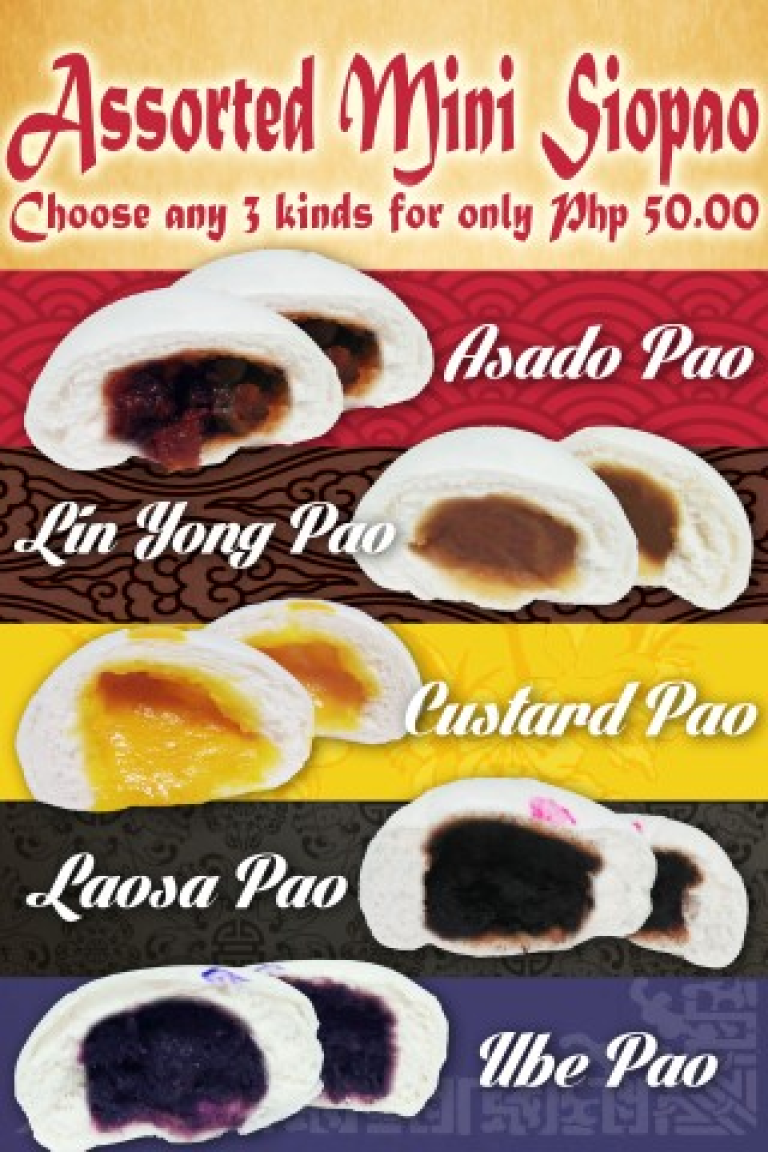 Assorted Mini Siopao
Choose any 3 kinds for only Php 50.00
Asado Pao
Lin Yong Pao
Custard Pao
Laosa Pao
Ube Pao